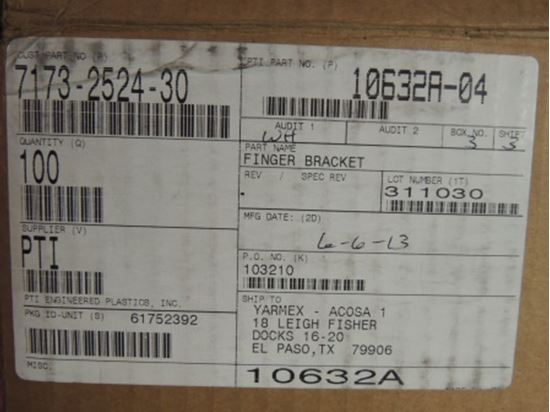 CUST PART NO (P)
7173-2524-30
PTI PART NO. (P)
10632A-04
AUDIT 1
WH
AUDIT 2
BOX NO.
3
SHIFT
3
QUANTITY (Q)
100
PART NAME
FINGER BRACKET
REV / SPEC REV
LOT NUMBER (1T)
311030
MFG DATE: (2D)
6-6-13
SUPPLIER (V)
PTI
PTI ENGINEERED PLASTICS, INC.
P.O. NO. (K)
103210
PKG ID-UNIT (S) 61752392
SHIP TO
YARMEX - ACOSA 1
18 LEIGH FISHER
DOCKS 16-20
EL PASO,TX 79906
MISC.
10632A